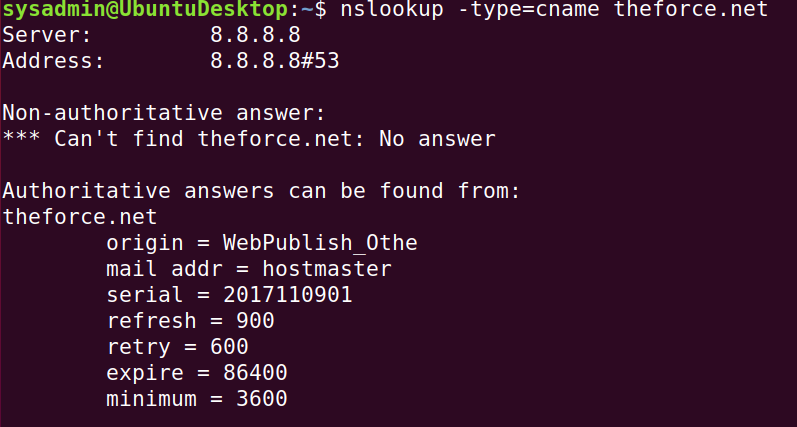 sysadmin@UbuntuDesktop:~$ nslookup -type=cname theforce.net
Server:         8.8.8.8
Address:        8.8.8.8#53

Non-authoritative answer:
*** Can't find theforce.net: No answer

Authoritative answers can be found from:
theforce.net
        origin = WebPublish_Othe
        mail addr = hostmaster
        serial = 2017110901
        refresh = 900
        retry = 600
        expire = 86400
        minimum = 3600